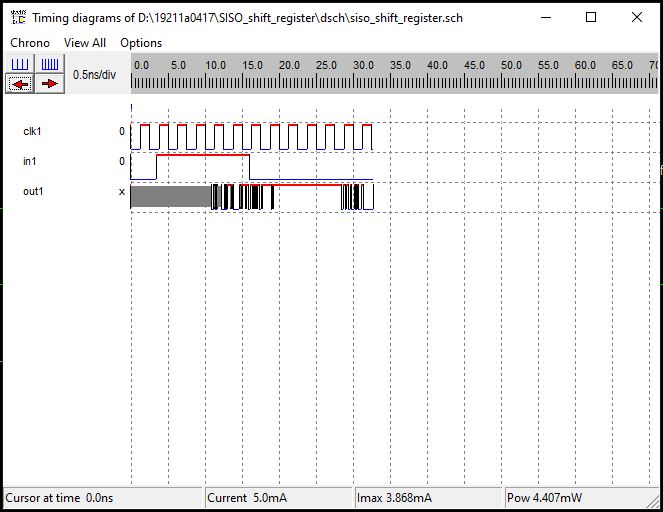 Timing diagrams of D:\19211a0417\SISO_shift_register\dsch\siso_shift_register.sch
Chrono View All Options
0.5ns/div
0.0 5.0 10.0 15.0 20.0 25.0 30.0 35.0 40.0 45.0 50.0 55.0 60.0 65.0 7
clk1 0
in1 0
out1 x
Cursor at time 0.0ns Current 5.0mA Imax 3.868mA Pow 4.407mW